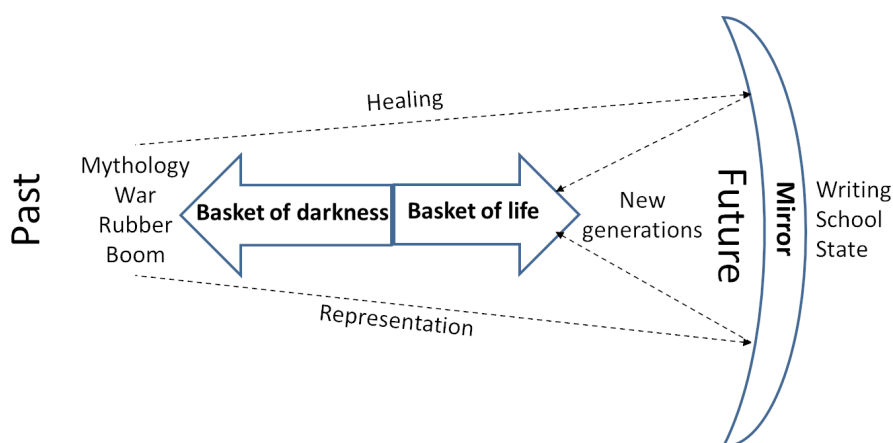 Past
Healing
Mythology
War
Rubber
Boom
Basket of darkness
Basket of life
New
generations
Representation
Future
Mirror
Writing
School
State